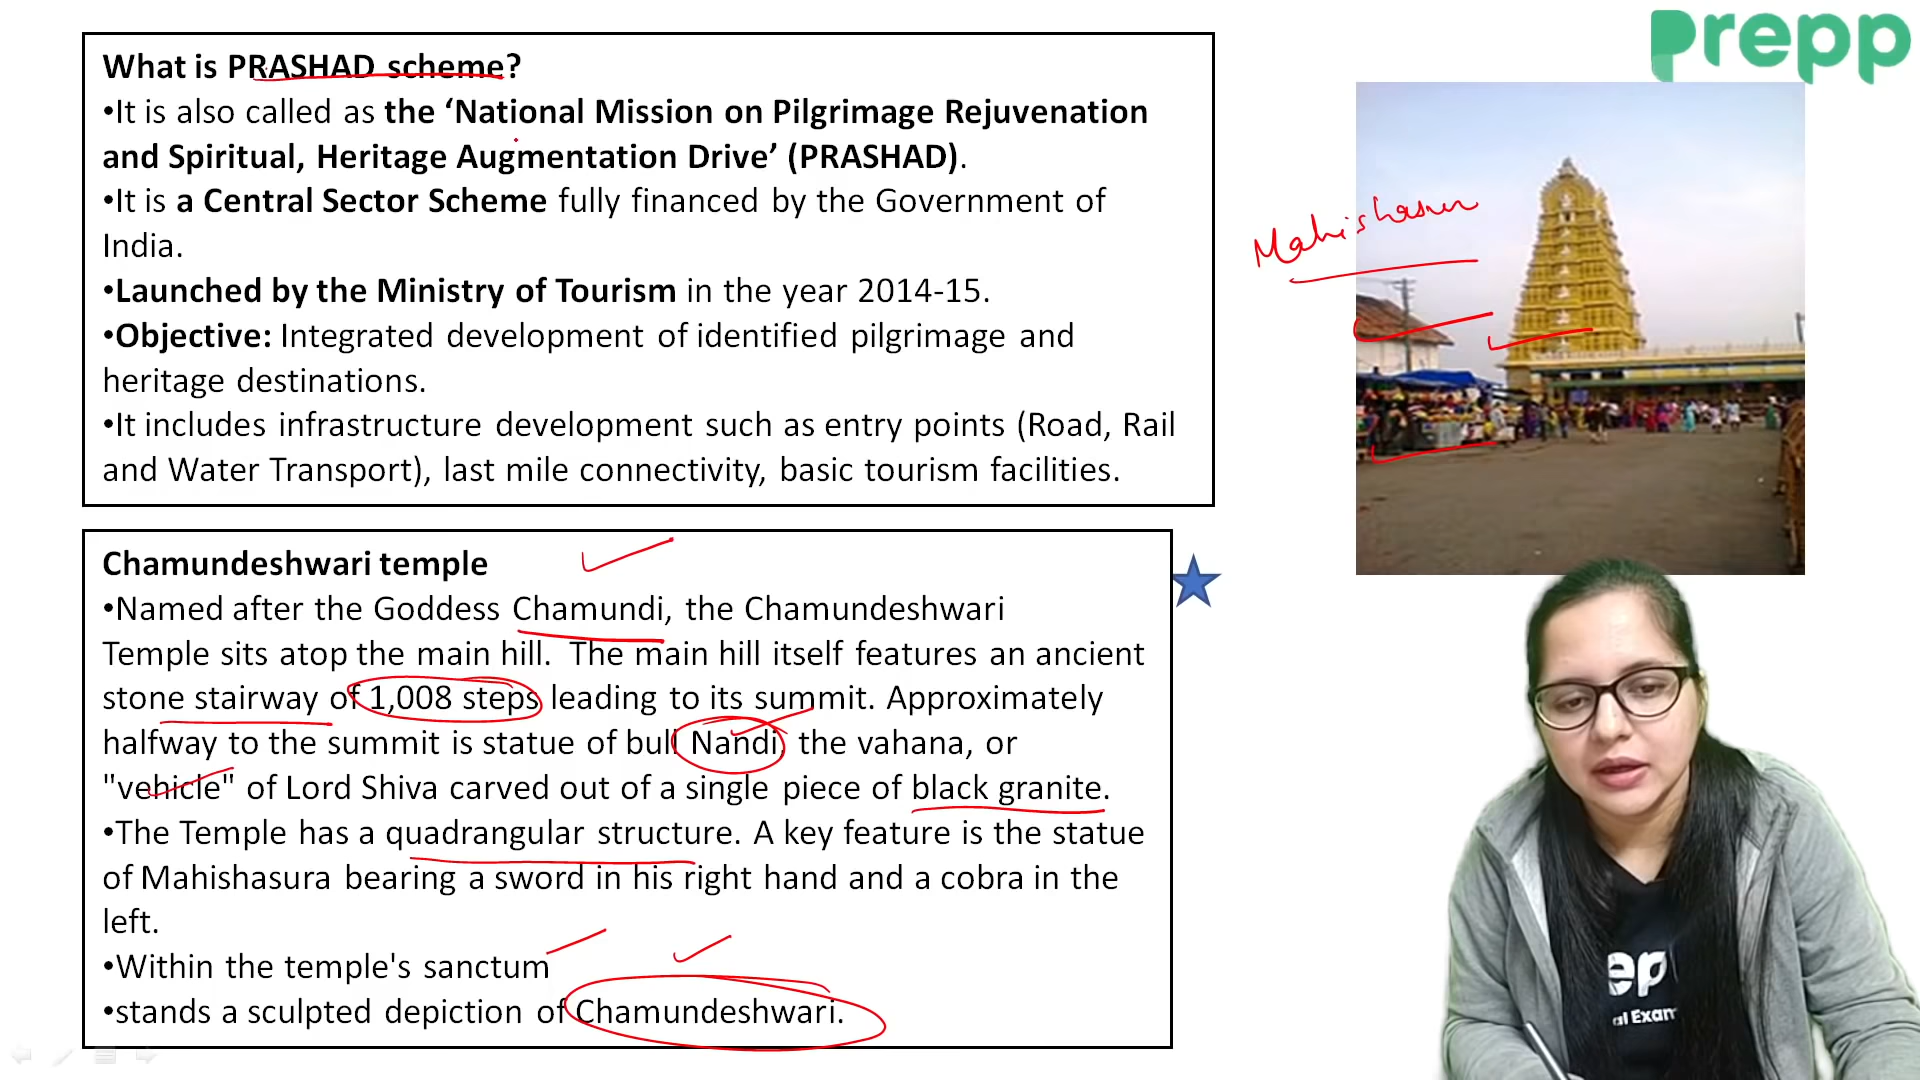 prepp
What is PRASHAD scheme?
•It is also called as the ‘National Mission on Pilgrimage Rejuvenation
and Spiritual, Heritage Augmentation Drive’ (PRASHAD).
•It is a Central Sector Scheme fully financed by the Government of
India.
•Launched by the Ministry of Tourism in the year 2014-15.
•Objective: Integrated development of identified pilgrimage and
heritage destinations.
•It includes infrastructure development such as entry points (Road, Rail
and Water Transport), last mile connectivity, basic tourism facilities.
Mahishasur
Chamundeshwari temple
•Named after the Goddess Chamundi, the Chamundeshwari
Temple sits atop the main hill.  The main hill itself features an ancient
stone stairway of 1,008 steps leading to its summit. Approximately
halfway to the summit is statue of bull Nandi, the vahana, or
"vehicle" of Lord Shiva carved out of a single piece of black granite.
•The Temple has a quadrangular structure. A key feature is the statue
of Mahishasura bearing a sword in his right hand and a cobra in the
left.
•Within the temple's sanctum
•stands a sculpted depiction of Chamundeshwari.
ep
al Exam